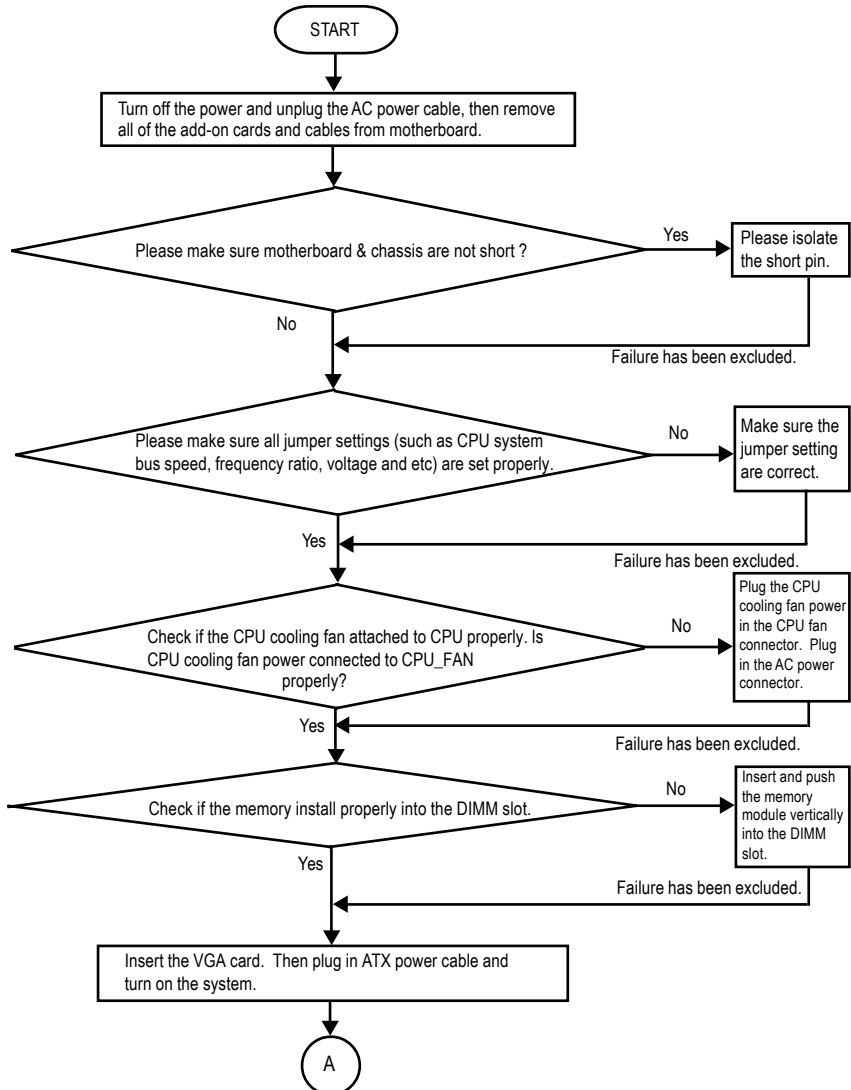 START
Turn off the power and unplug the AC power cable, then remove
all of the add-on cards and cables from motherboard.
Please make sure motherboard & chassis are not short ?
Yes
Please isolate
the short pin.
No
Failure has been excluded.
Please make sure all jumper settings (such as CPU system
bus speed, frequency ratio, voltage and etc) are set properly.
No
Make sure the
jumper setting
are correct.
Yes
Failure has been excluded.
Check if the CPU cooling fan attached to CPU properly. Is
CPU cooling fan power connected to CPU_FAN
properly?
No
Plug the CPU
cooling fan power
in the CPU fan
connector. Plug
in the AC power
connector.
Yes
Failure has been excluded.
Check if the memory install properly into the DIMM slot.
No
Insert and push
the memory
module vertically
into the DIMM
slot.
Yes
Failure has been excluded.
Insert the VGA card. Then plug in ATX power cable and
turn on the system.
A